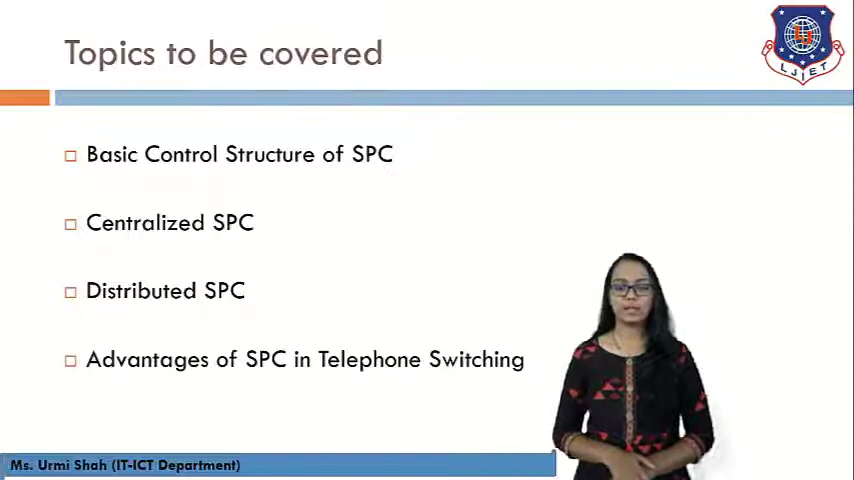 Topics to be covered
LJIET
Basic Control Structure of SPC
Centralized SPC
Distributed SPC
Advantages of SPC in Telephone Switching
Ms. Urmi Shah (IT-ICT Department)